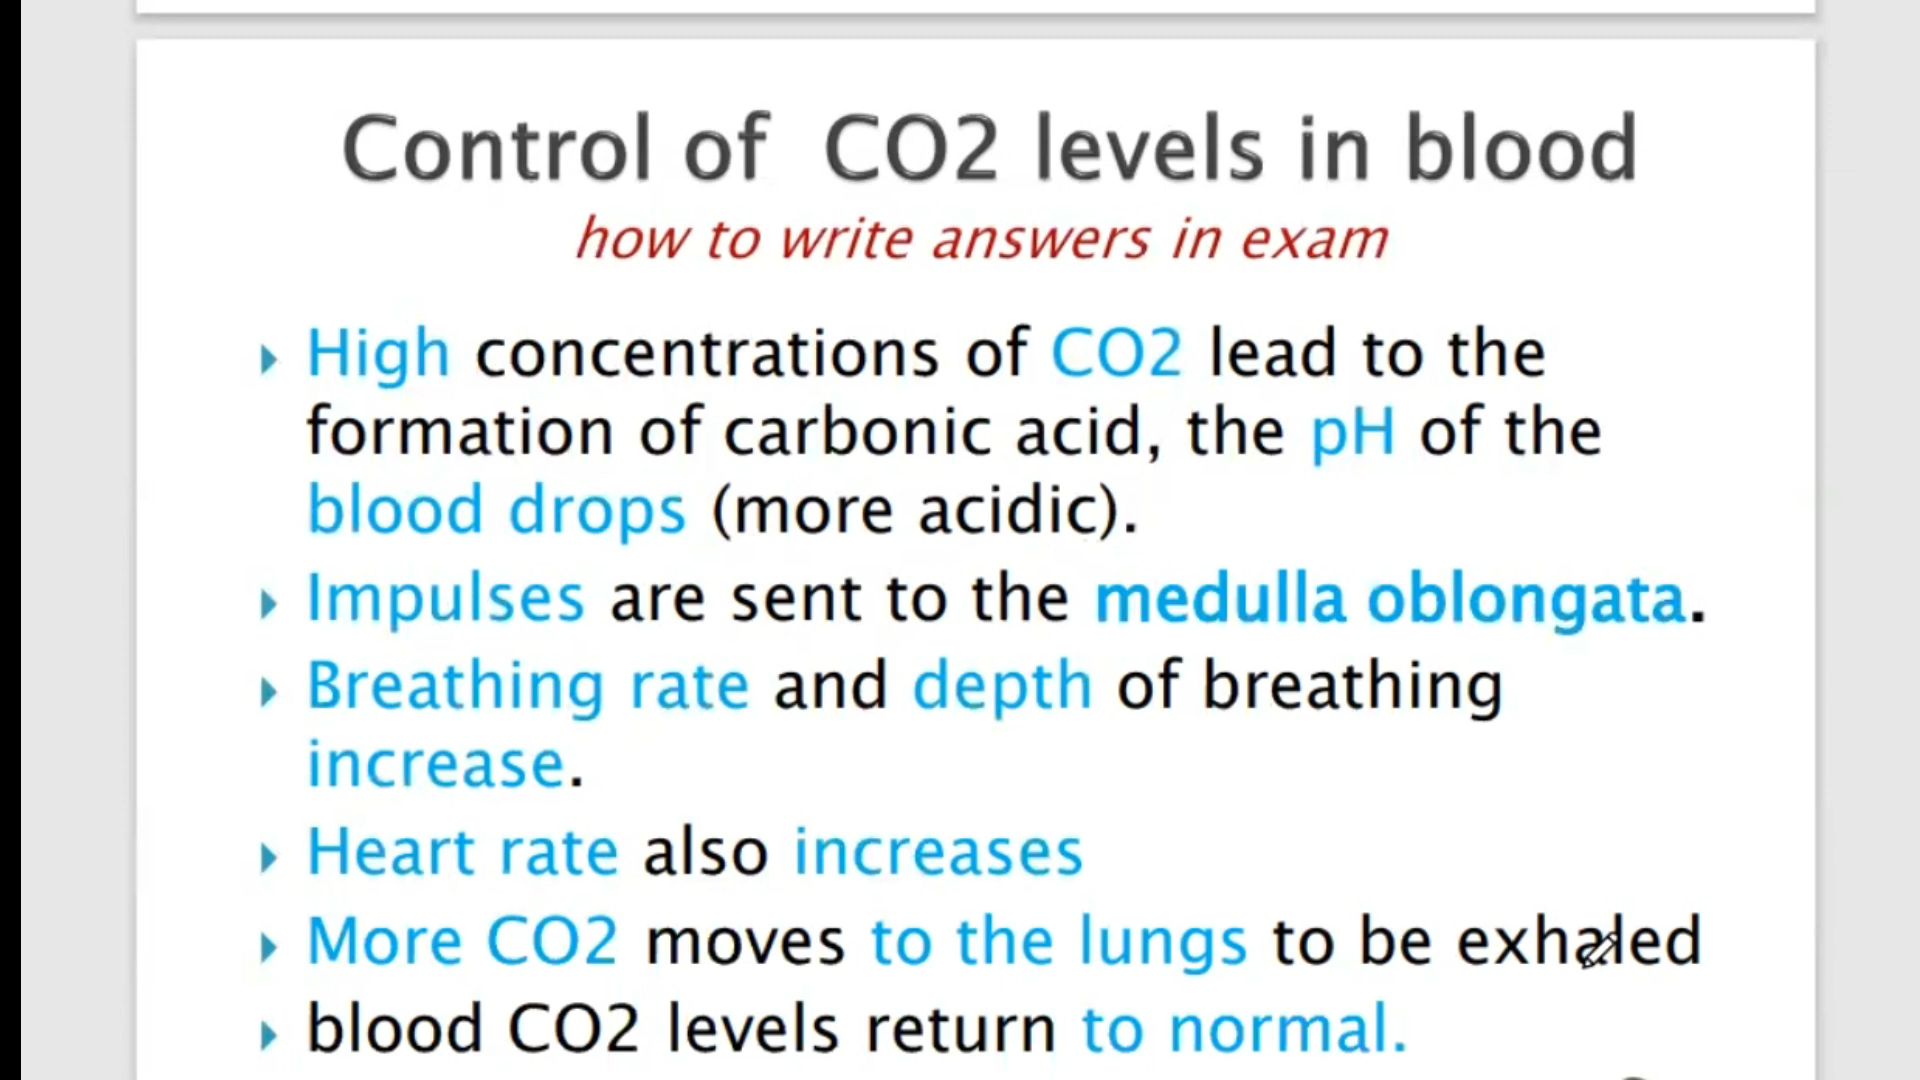 Control of CO2 levels in blood
how to write answers in exam
High concentrations of CO2 lead to the
formation of carbonic acid, the pH of the
blood drops (more acidic).
Impulses are sent to the medulla oblongata.
Breathing rate and depth of breathing
increase.
Heart rate also increases
More CO2 moves to the lungs to be exhaled
blood CO2 levels return to normal.